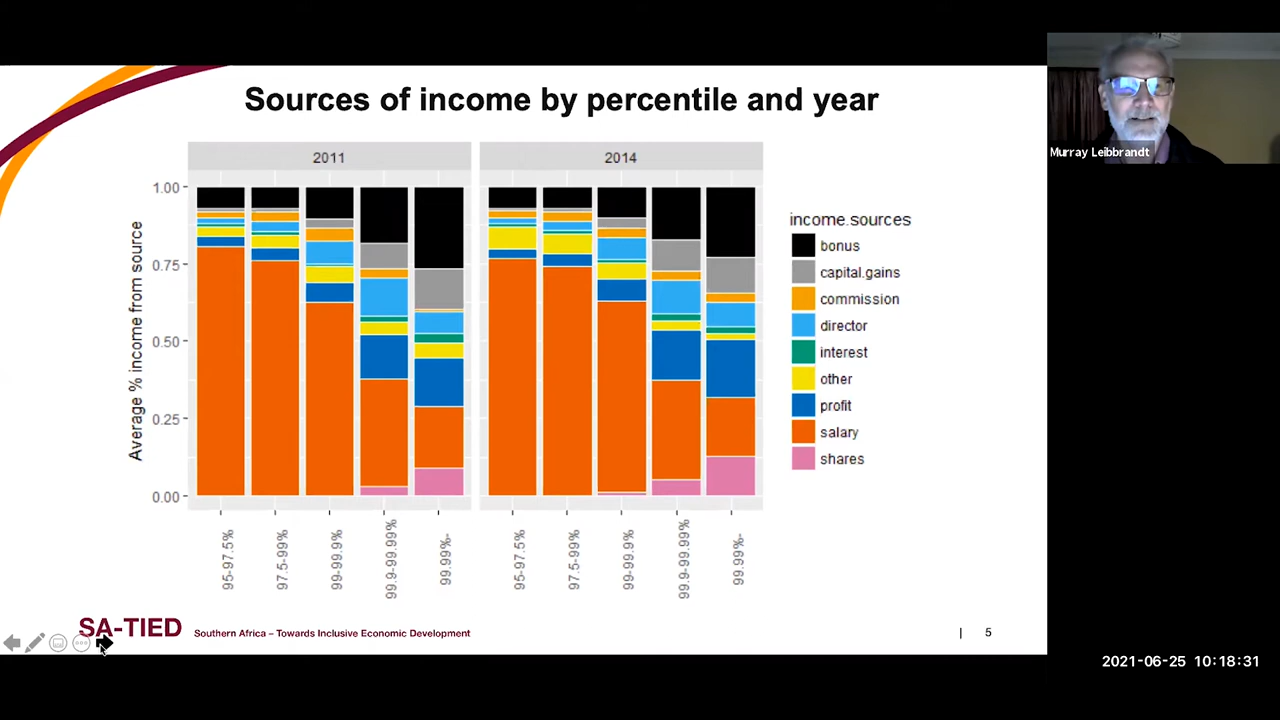 Sources of income by percentile and year
Murray Leibbrandt
2011
2014
Average % income from source
1.00
0.75
0.50
0.25
0.00
95-97.5%
97.5-99%
99-99.9%
99.9-99.99%
99.99%-
95-97.5%
97.5-99%
99-99.9%
99.9-99.99%
99.99%-
income.sources
bonus
capital.gains
commission
director
interest
other
profit
salary
shares
SA-TIED
Southern Africa – Towards Inclusive Economic Development
| 5
2021-06-25 10:18:31